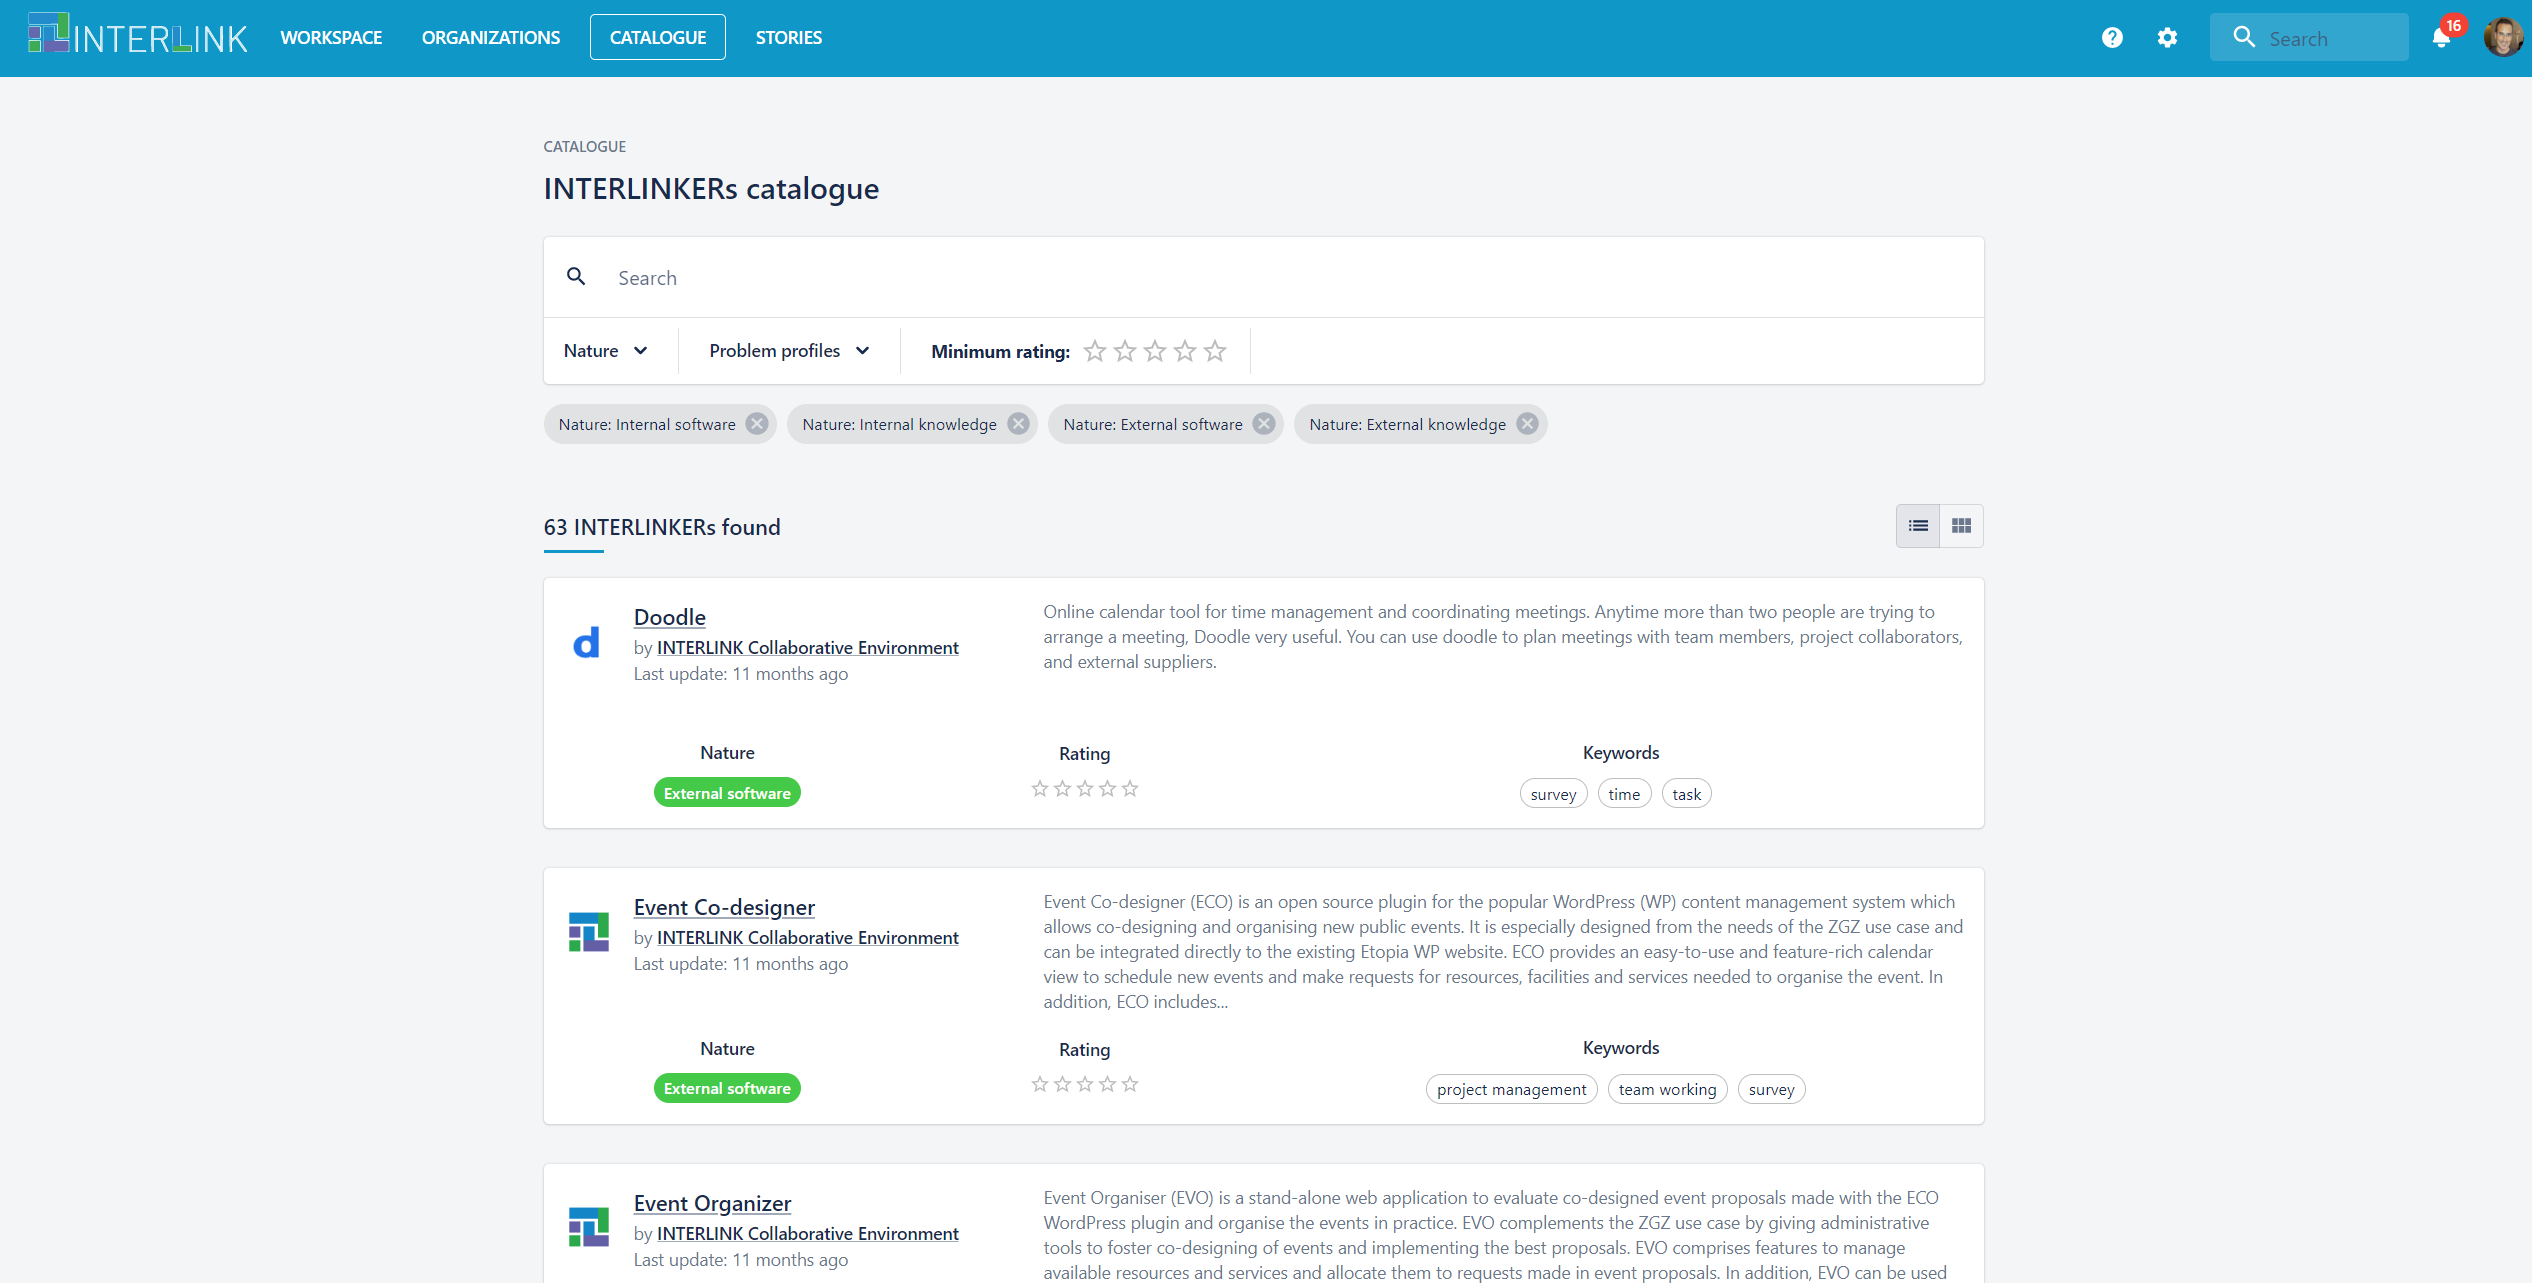 INTERLINK
WORKSPACE
ORGANIZATIONS
CATALOGUE
STORIES
Search
16
CATALOGUE
INTERLINKERs catalogue
Search
Nature
Problem profiles
Minimum rating:
Nature: Internal software
Nature: Internal knowledge
Nature: External software
Nature: External knowledge
63 INTERLINKERs found
d
Doodle
by INTERLINK Collaborative Environment
Last update: 11 months ago
Online calendar tool for time management and coordinating meetings. Anytime more than two people are trying to
arrange a meeting, Doodle very useful. You can use doodle to plan meetings with team members, project collaborators,
and external suppliers.
Nature
External software
Rating
Keywords
survey
time
task
Event Co-designer
by INTERLINK Collaborative Environment
Last update: 11 months ago
Event Co-designer (ECO) is an open source plugin for the popular WordPress (WP) content management system which
allows co-designing and organising new public events. It is especially designed from the needs of the ZGZ use case and
can be integrated directly to the existing Etopia WP website. ECO provides an easy-to-use and feature-rich calendar
view to schedule new events and make requests for resources, facilities and services needed to organise the event. In
addition, ECO includes...
Nature
External software
Rating
Keywords
project management
team working
survey
Event Organizer
by INTERLINK Collaborative Environment
Last update: 11 months ago
Event Organiser (EVO) is a stand-alone web application to evaluate co-designed event proposals made with the ECO
WordPress plugin and organise the events in practice. EVO complements the ZGZ use case by giving administrative
tools to foster co-designing of events and implementing the best proposals. EVO comprises features to manage
available resources and services and allocate them to requests made in event proposals. In addition, EVO can be used